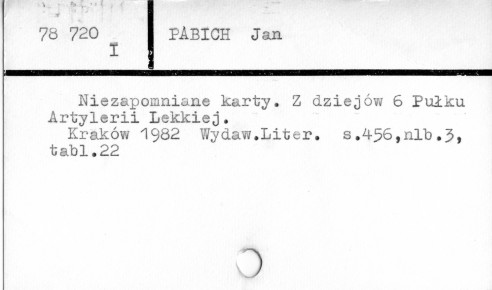 78 720
I
PABICH Jan
Niezapomniane karty. Z dziejów 6 Pułku
Artylerii Lekkiej.
Kraków 1982 Wydaw.Liter. s.456,nlb.3,
tabl.22